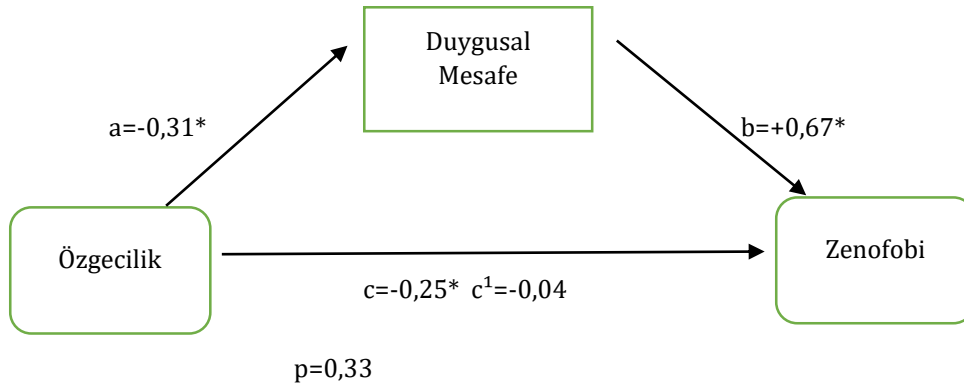 Duygusal
Mesafe
a=-0,31*
b=+0,67*
Özgecilik
Zenofobi
c=-0,25* c¹=-0,04
p=0,33